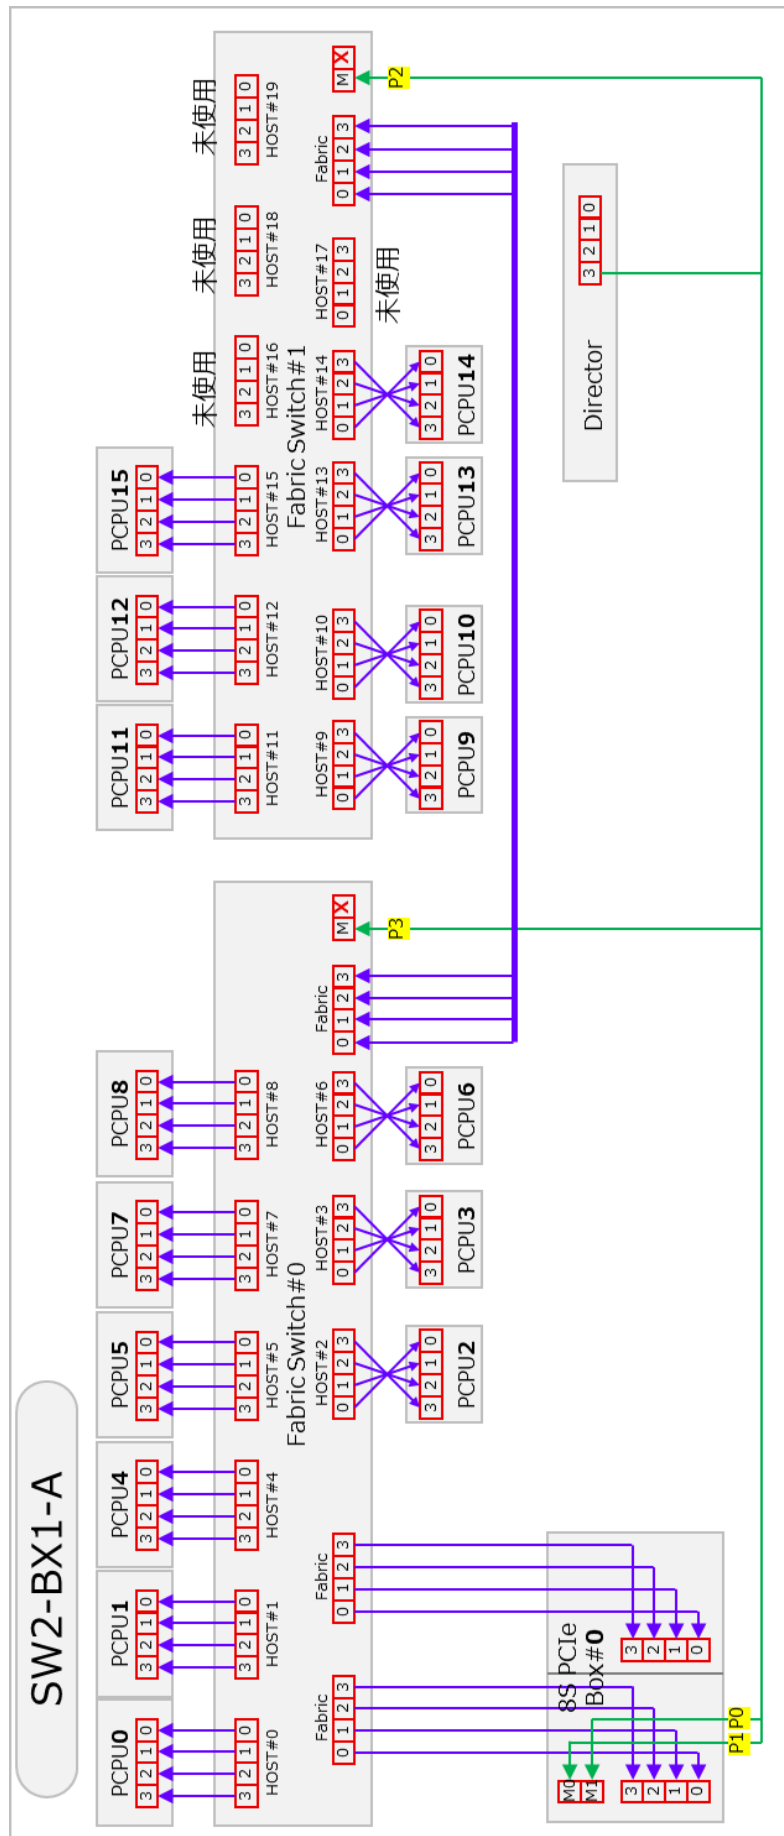 SW2-BX1-A
PCPU0 PCPU1 PCPU4 PCPU5 PCPU7 PCPU8 PCPU11 PCPU12 PCPU15
3 2 1 0 3 2 1 0 3 2 1 0 3 2 1 0 3 2 1 0 3 2 1 0 3 2 1 0 3 2 1 0 3 2 1 0
未使用 未使用 未使用
3 2 1 0 3 2 1 0 3 2 1 0 3 2 1 0 3 2 1 0 3 2 1 0 3 2 1 0 3 2 1 0 3 2 1 0 3 2 1 0 3 2 1 0 3 2 1 0
HOST#0 HOST#1 HOST#4 HOST#5 HOST#7 HOST#8 HOST#11 HOST#12 HOST#15 HOST#16 HOST#18 HOST#19
Fabric Switch#0 Fabric Switch#1
Fabric Fabric HOST#2 HOST#3 HOST#6 Fabric HOST#9 HOST#10 HOST#13 HOST#14 HOST#17 Fabric
0 1 2 3 0 1 2 3 0 1 2 3 0 1 2 3 0 1 2 3 0 1 2 3 M X 0 1 2 3 0 1 2 3 0 1 2 3 0 1 2 3 0 1 2 3 0 1 2 3 M X
P3 未使用 P2
3 2 1 0 3 2 1 0 3 2 1 0 3 2 1 0 3 2 1 0 3 2 1 0 3 2 1 0
PCPU2 PCPU3 PCPU6 PCPU9 PCPU10 PCPU13 PCPU14
8S PCIe
Box#0
M0
M1
3 3
2 2
1 1
0 0
P1 P0
Director
3 2 1 0